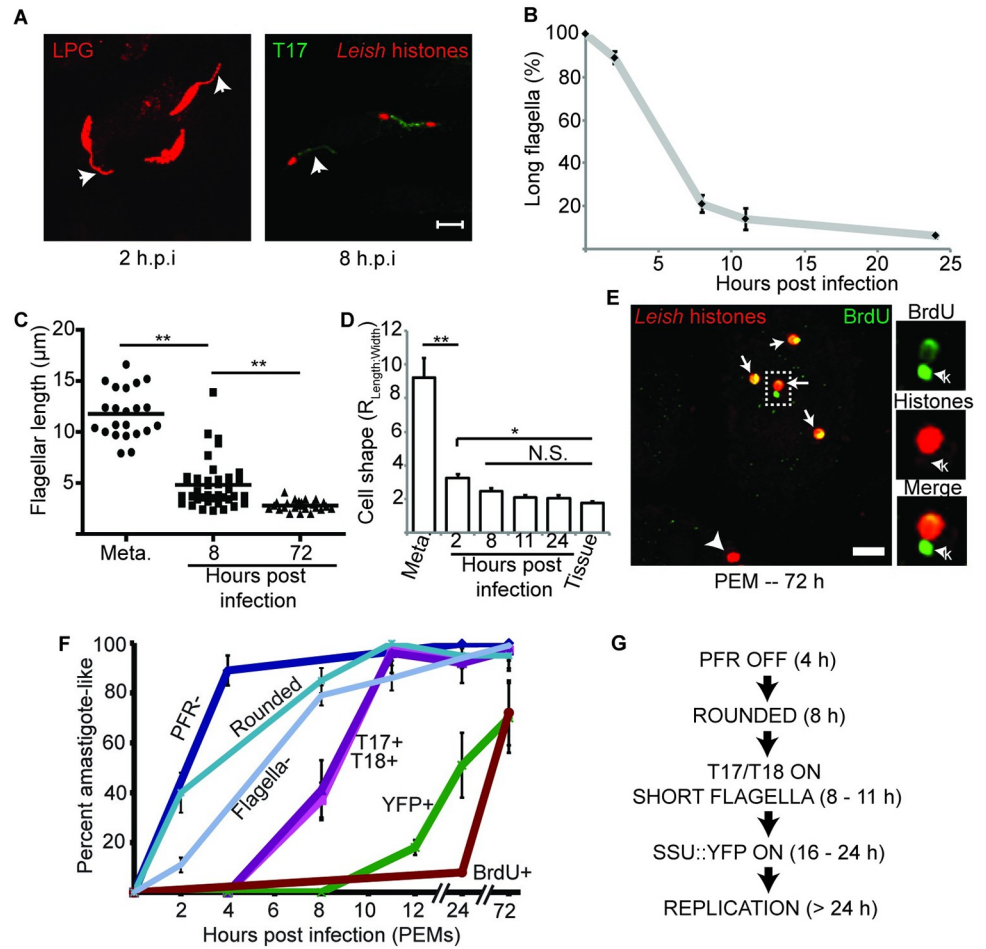 A
LPG
T17
Leish histones
2 h.p.i
8 h.p.i
B
Long flagella (%)
100
80
60
40
20
5
10
15
20
25
Hours post infection
C
Flagellar length (μm)
20
15
10
5
**
**
Meta.
8
72
Hours post
infection
D
Cell shape (RLength:Width)
12
10
8
6
4
2
**
*
N.S.
Meta.
2
8
11
24
Tissue
Hours post
infection
E
Leish histones
BrdU
PEM -- 72 h
BrdU
k
Histones
k
Merge
k
F
Percent amastigote-like
100
80
60
40
20
PFR-
Rounded
Flagella-
T17+
T18+
YFP+
BrdU+
2
4
6
8
10
12
24
72
Hours post infection (PEMs)
G
PFR OFF (4 h)
ROUNDED (8 h)
T17/T18 ON
SHORT FLAGELLA (8 - 11 h)
SSU::YFP ON (16 - 24 h)
REPLICATION (> 24 h)